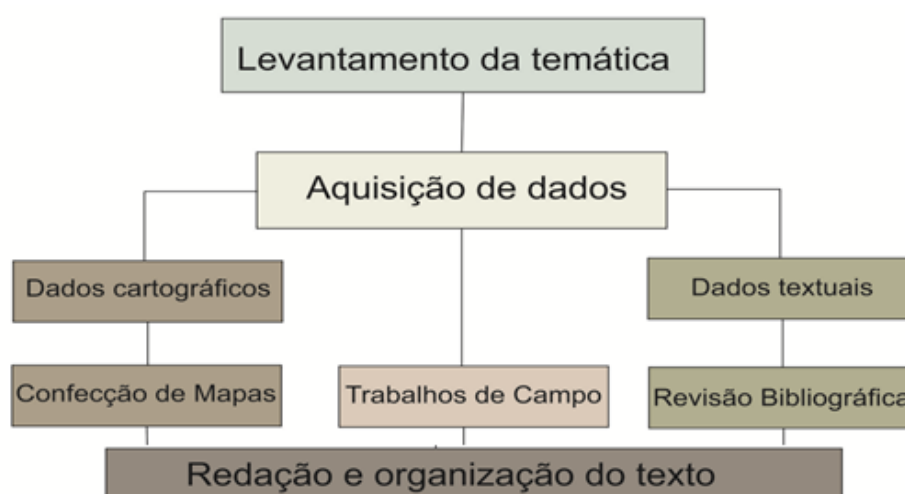 Levantamento da temática
Aquisição de dados
Dados cartográficos
Dados textuais
Confecção de Mapas
Trabalhos de Campo
Revisão Bibliográfica
Redação e organização do texto